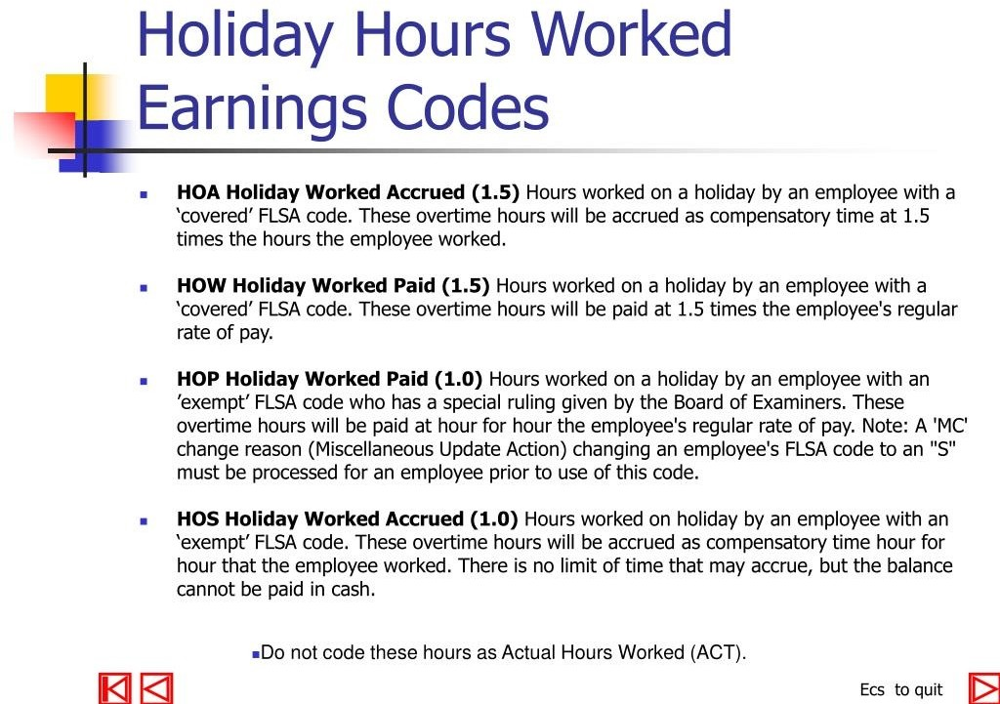 Holiday Hours Worked
Earnings Codes
HOA Holiday Worked Accrued (1.5) Hours worked on a holiday by an employee with a
‘covered’ FLSA code. These overtime hours will be accrued as compensatory time at 1.5
times the hours the employee worked.
HOW Holiday Worked Paid (1.5) Hours worked on a holiday by an employee with a
‘covered’ FLSA code. These overtime hours will be paid at 1.5 times the employee's regular
rate of pay.
HOP Holiday Worked Paid (1.0) Hours worked on a holiday by an employee with an
’exempt’ FLSA code who has a special ruling given by the Board of Examiners. These
overtime hours will be paid at hour for hour the employee's regular rate of pay. Note: A 'MC'
change reason (Miscellaneous Update Action) changing an employee's FLSA code to an "S"
must be processed for an employee prior to use of this code.
HOS Holiday Worked Accrued (1.0) Hours worked on holiday by an employee with an
‘exempt’ FLSA code. These overtime hours will be accrued as compensatory time hour for
hour that the employee worked. There is no limit of time that may accrue, but the balance
cannot be paid in cash.
Do not code these hours as Actual Hours Worked (ACT).
Ecs to quit